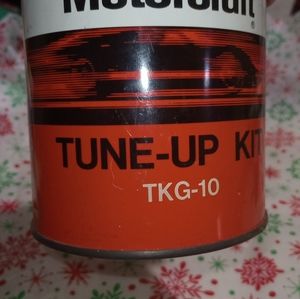 Motorcraft
®
TUNE-UP KIT
TKG-10